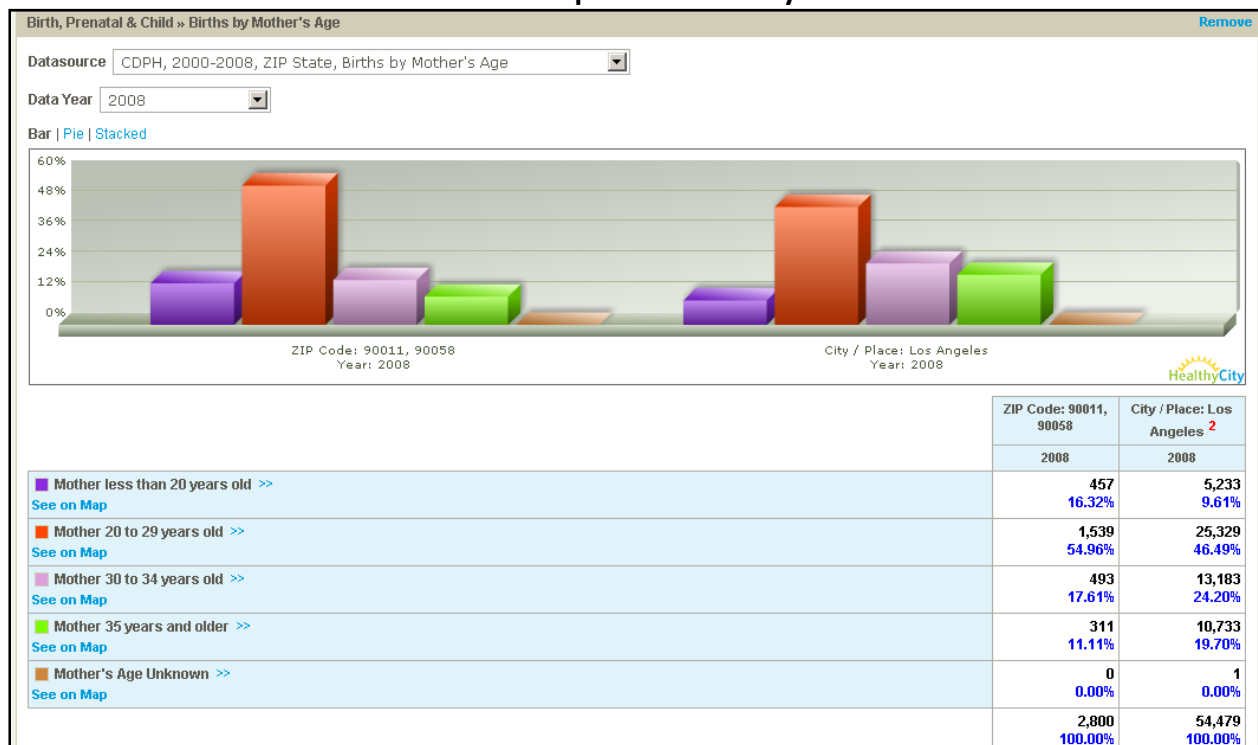 Birth, Prenatal & Child » Births by Mother's Age Remove
Datasource CDPH, 2000-2008, ZIP State, Births by Mother's Age
Data Year 2008
Bar | Pie | Stacked
60%
48%
36%
24%
12%
0%
ZIP Code: 90011, 90058
Year: 2008
City / Place: Los Angeles
Year: 2008
HealthyCity
ZIP Code: 90011, 90058
City / Place: Los Angeles 2
2008 2008
Mother less than 20 years old >> 457 5,233
See on Map 16.32% 9.61%
Mother 20 to 29 years old >> 1,539 25,329
See on Map 54.96% 46.49%
Mother 30 to 34 years old >> 493 13,183
See on Map 17.61% 24.20%
Mother 35 years and older >> 311 10,733
See on Map 11.11% 19.70%
Mother's Age Unknown >> 0 1
See on Map 0.00% 0.00%
2,800 54,479
100.00% 100.00%